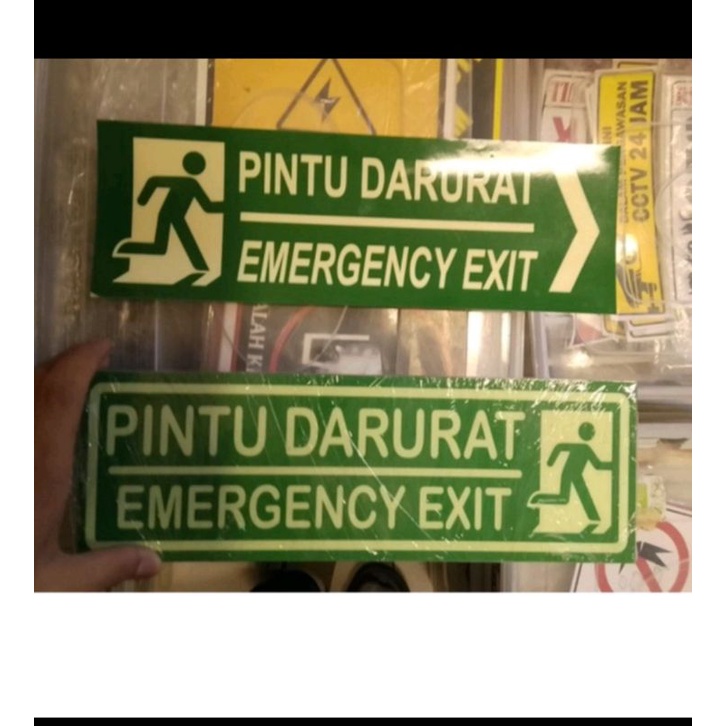 PINTU DARURAT
EMERGENCY EXIT
PINTU DARURAT
EMERGENCY EXIT
CCTV 24 JAM